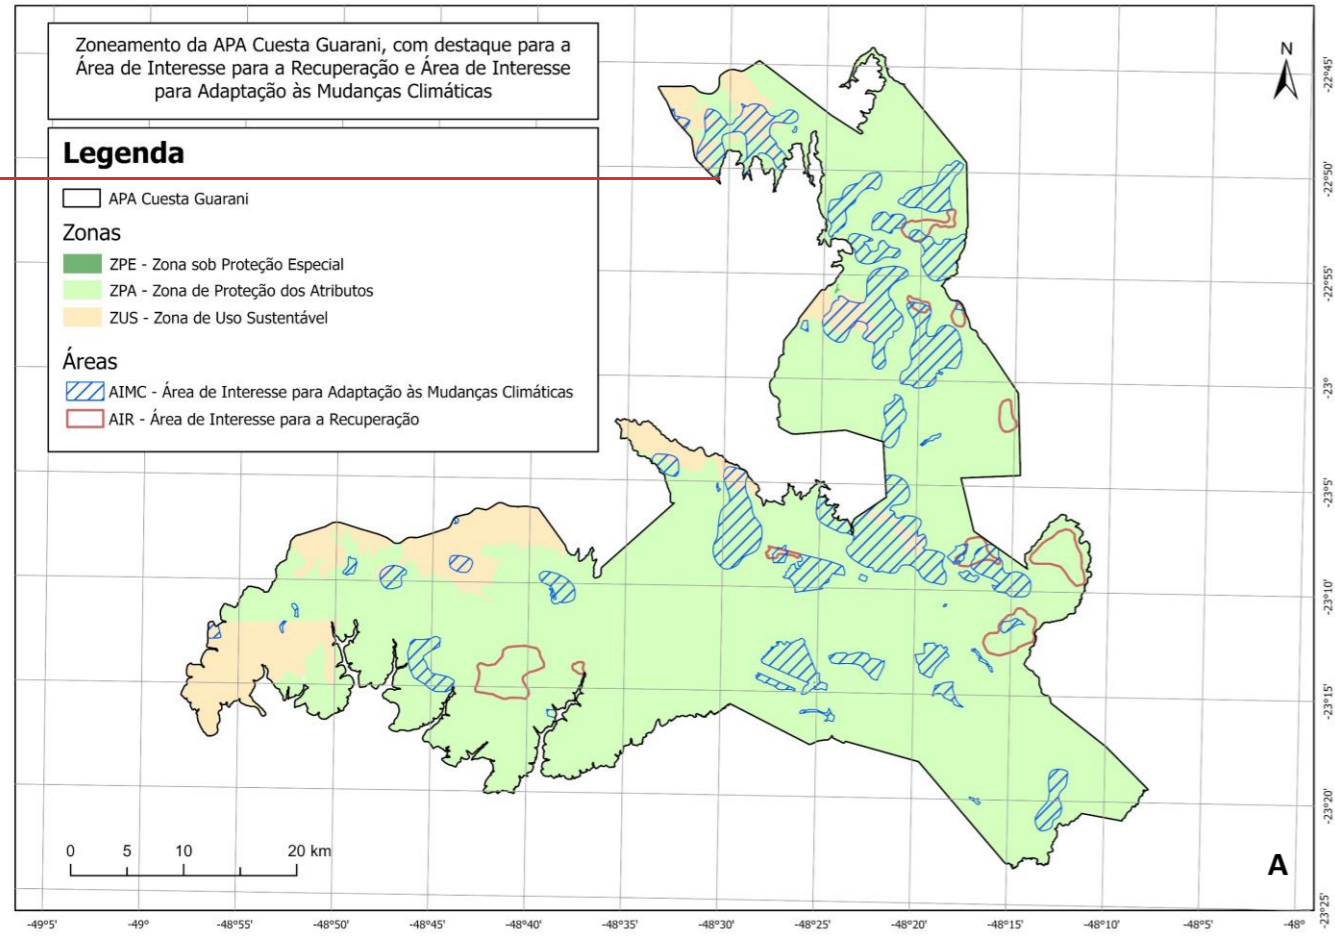 Zoneamento da APA Cuesta Guarani, com destaque para a
Área de Interesse para a Recuperação e Área de Interesse
para Adaptação às Mudanças Climáticas
Legenda
APA Cuesta Guarani
Zonas
ZPE - Zona sob Proteção Especial
ZPA - Zona de Proteção dos Atributos
ZUS - Zona de Uso Sustentável
Áreas
AIMC - Área de Interesse para Adaptação às Mudanças Climáticas
AIR - Área de Interesse para a Recuperação
N
-22°45'
-22°50'
-22°55'
-23°
-23°5'
-23°10'
-23°15'
-23°20'
-23°25'
0 5 10 20 km
A
-49°5' -49° -48°55' -48°50' -48°45' -48°40' -48°35' -48°30' -48°25' -48°20' -48°15' -48°10' -48°5' -48°